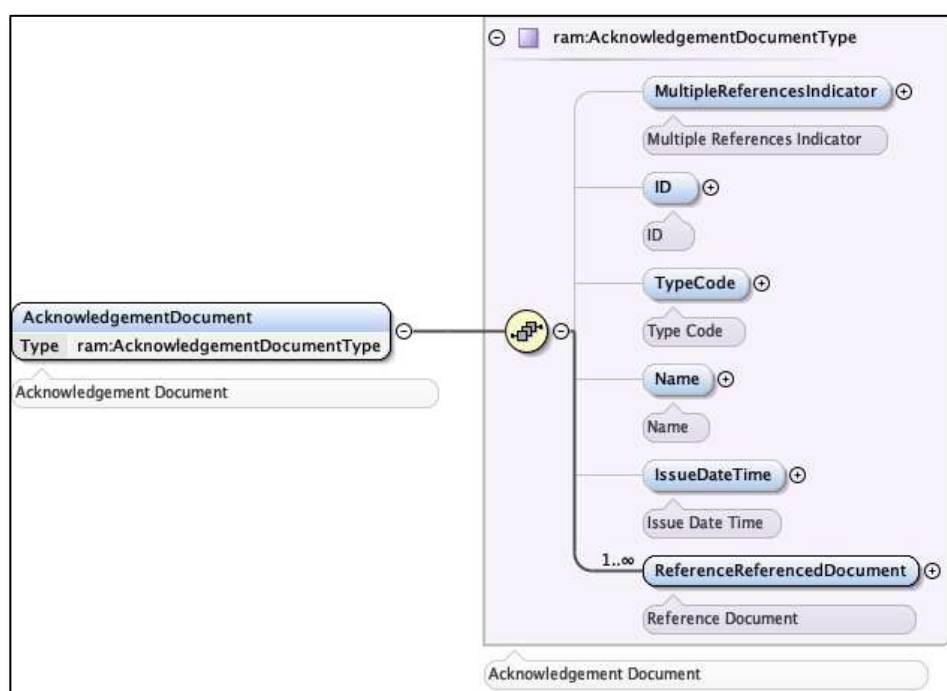 ram:AcknowledgementDocumentType
MultipleReferencesIndicator
Multiple References Indicator
ID
ID
TypeCode
Type Code
AcknowledgementDocument
Type ram:AcknowledgementDocumentType
Acknowledgement Document
Name
Name
IssueDateTime
Issue Date Time
1..∞
ReferenceReferencedDocument
Reference Document
Acknowledgement Document